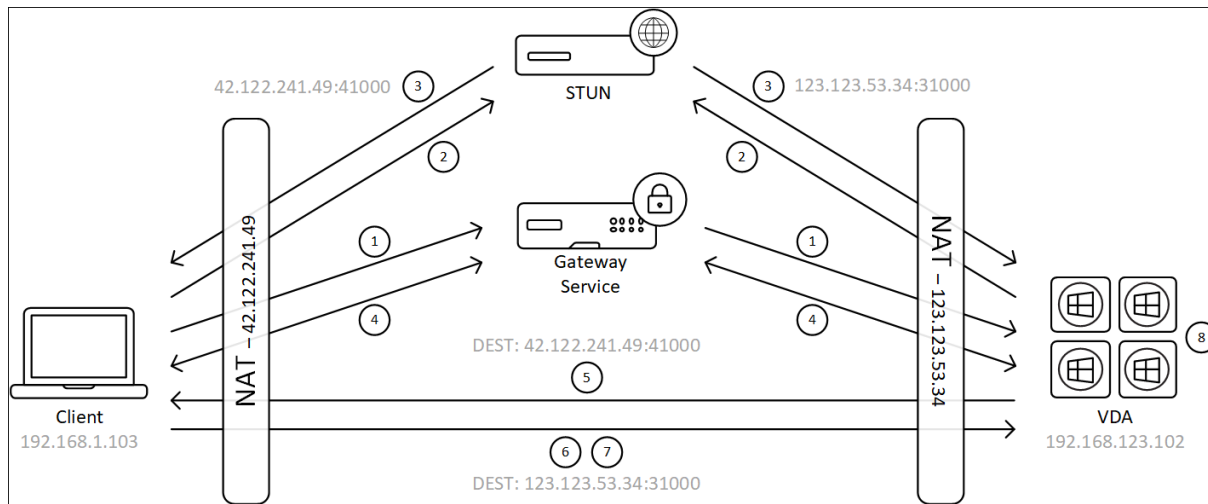 42.122.241.49:41000
3
STUN
3
123.123.53.34:31000
2
2
NAT – 42.122.241.49
NAT – 123.123.53.34
1
Gateway
Service
1
4
4
DEST: 42.122.241.49:41000
5
8
Client
192.168.1.103
VDA
192.168.123.102
6
7
DEST: 123.123.53.34:31000